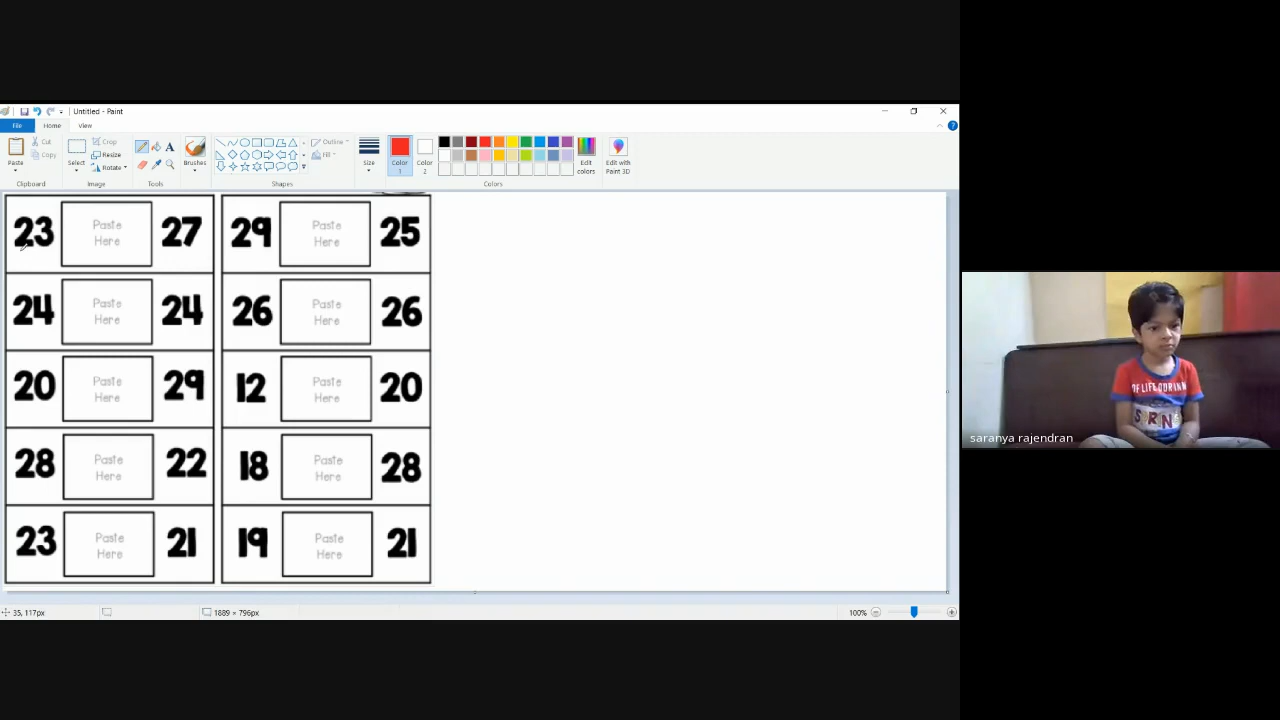 Untitled - Paint
File Home View
Cut
Copy
Paste
Clipboard
Select
Crop
Resize
Rotate
Image
A
Tools
Brushes
Shapes
Outline
Fill
Size
Color 1
Color 2
Colors
Edit colors
Edit with Paint 3D
23 Paste Here 27
29 Paste Here 25
24 Paste Here 24
26 Paste Here 26
20 Paste Here 29
12 Paste Here 20
28 Paste Here 22
18 Paste Here 28
23 Paste Here 21
19 Paste Here 21
OF LIFE
saranya rajendran
35, 117px
1889 × 796px
100%